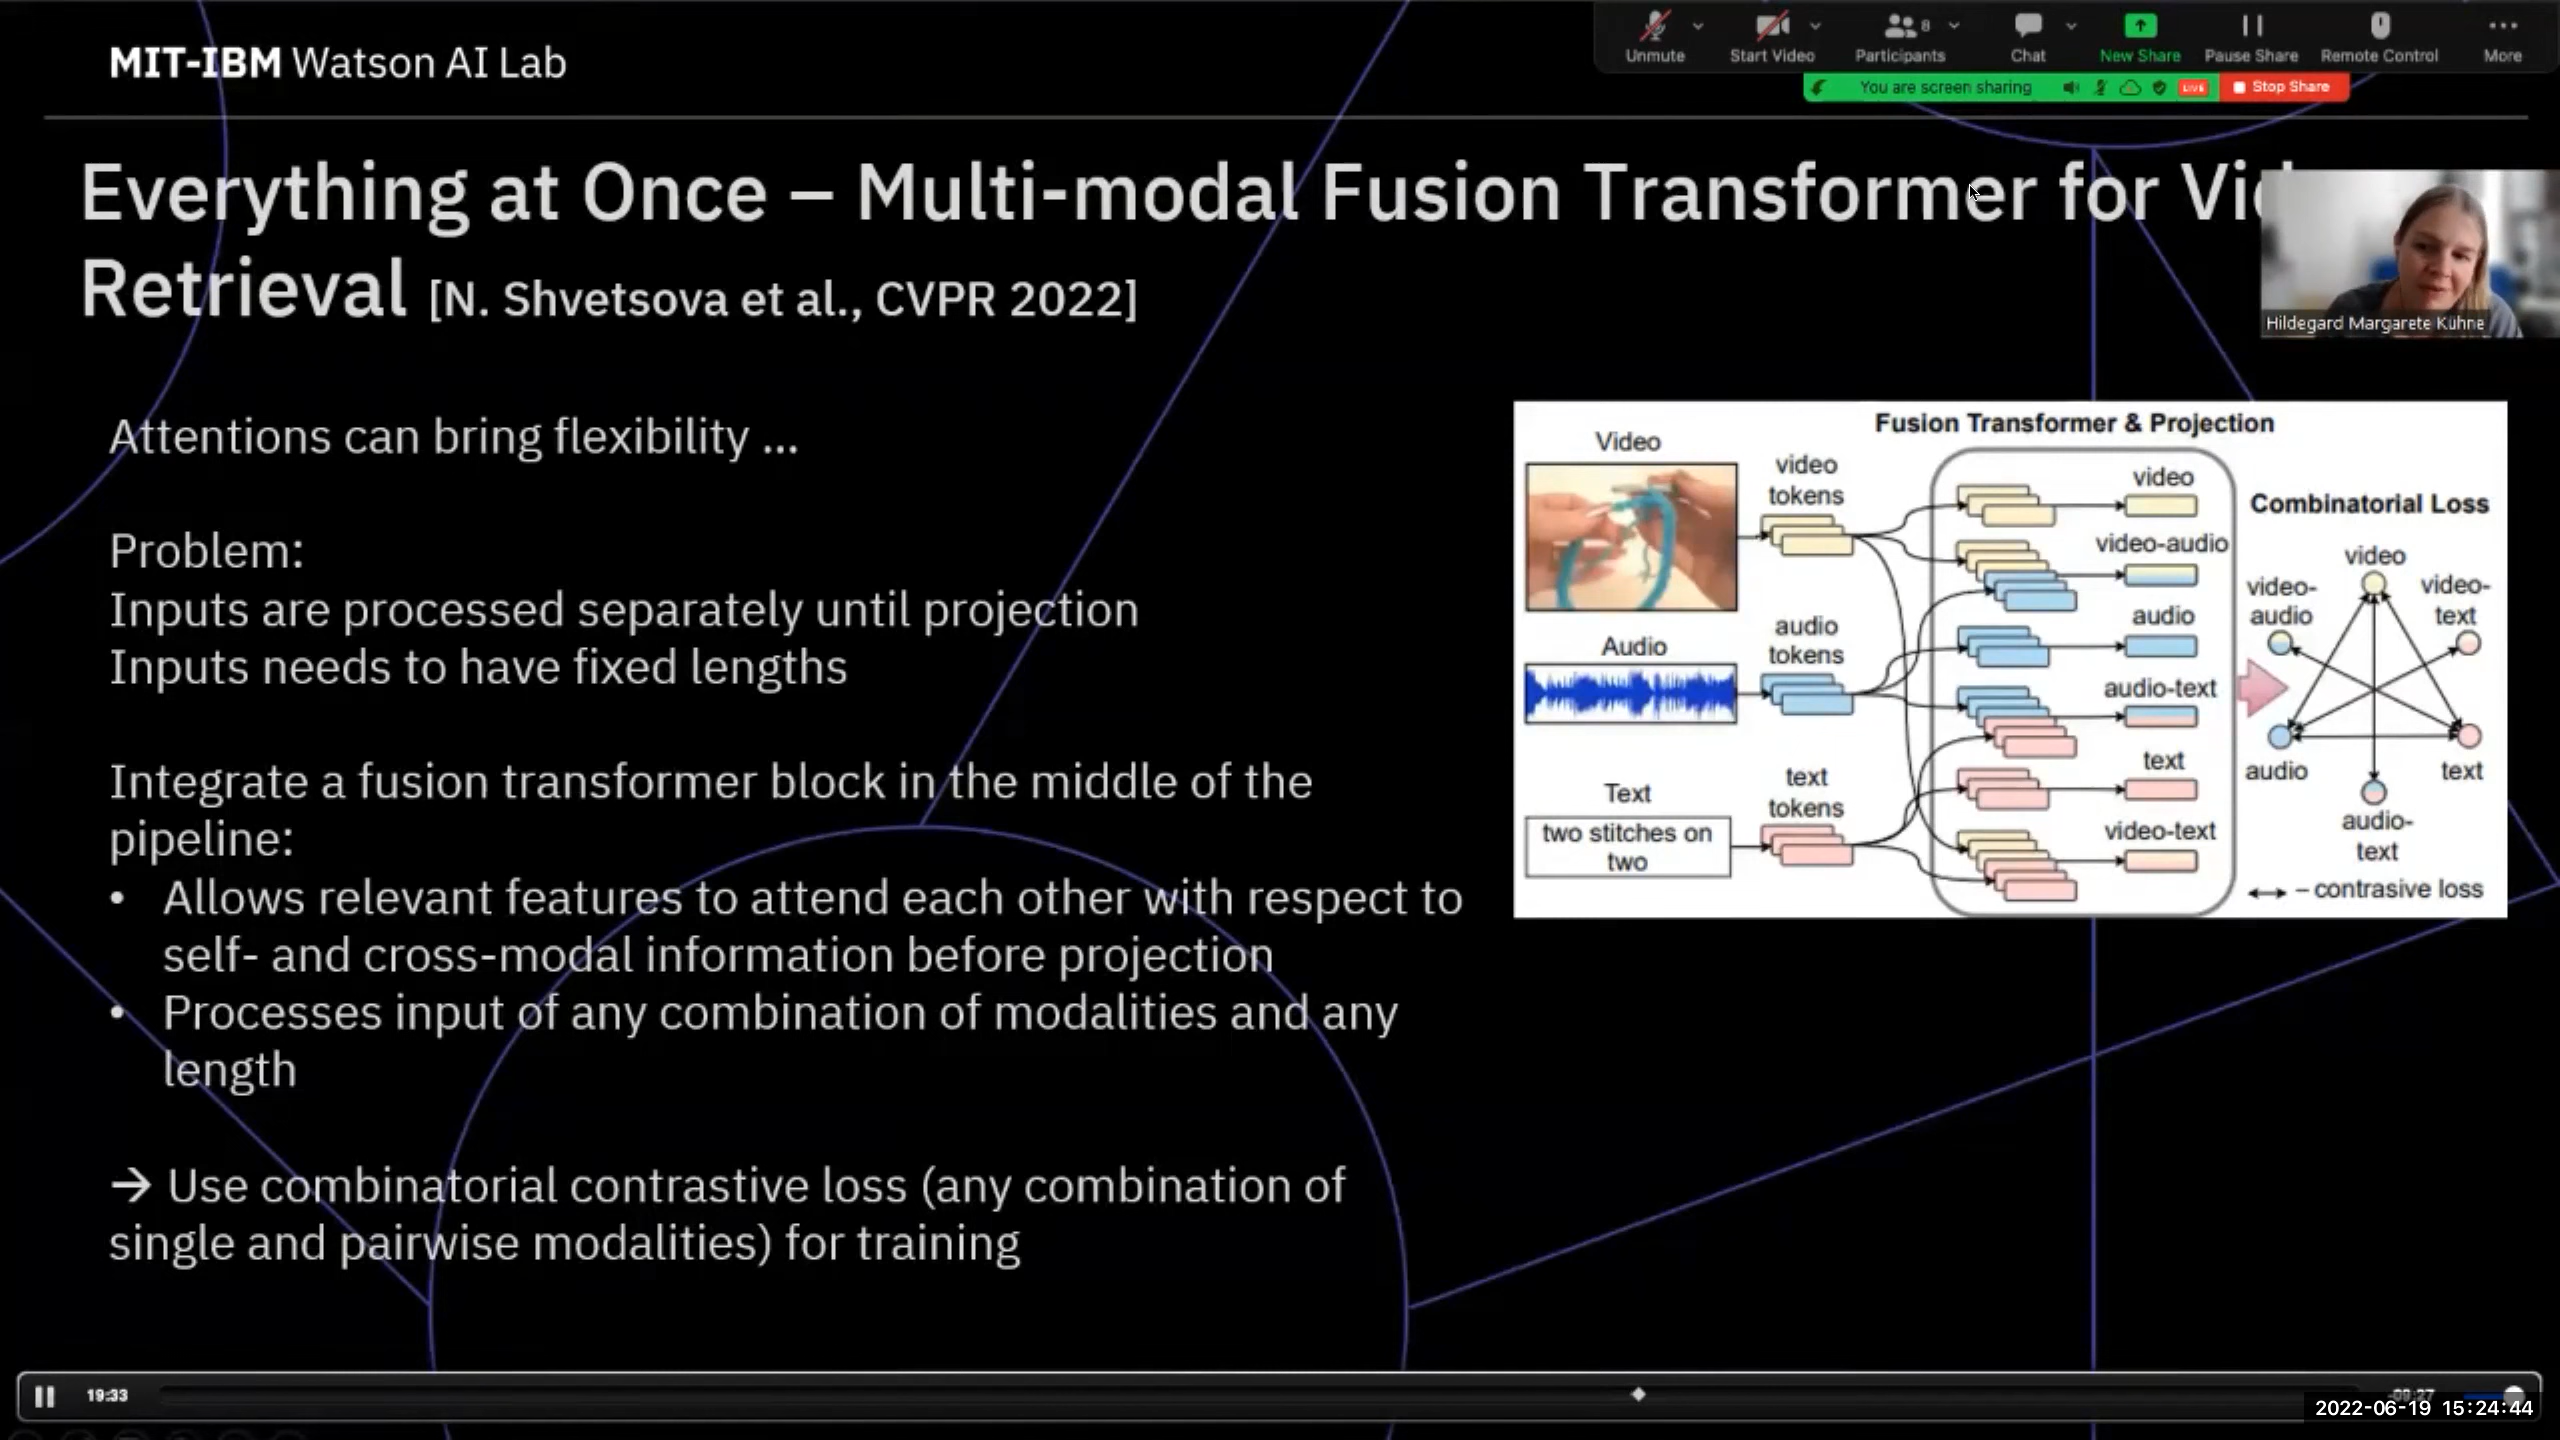 MIT-IBM Watson AI Lab
Unmute
Start Video
Participants
8
Chat
New Share
Pause Share
Remote Control
More
You are screen sharing
LIVE
Stop Share
Everything at Once – Multi-modal Fusion Transformer for
Retrieval [N. Shvetsova et al., CVPR 2022]
Hildegard Margarete Kühne
Attentions can bring flexibility ...
Problem:
Inputs are processed separately until projection
Inputs needs to have fixed lengths
Integrate a fusion transformer block in the middle of the
pipeline:
• Allows relevant features to attend each other with respect to
self- and cross-modal information before projection
• Processes input of any combination of modalities and any
length
→ Use combinatorial contrastive loss (any combination of
single and pairwise modalities) for training
Fusion Transformer & Projection
Video
video
tokens
Audio
audio
tokens
Text
two stitches on
two
text
tokens
video
video-audio
audio
audio-text
text
video-text
Combinatorial Loss
video
video-
audio
video-
text
audio
text
audio-
text
– contrasive loss
19:33
-09:27
2022-06-19 15:24:44